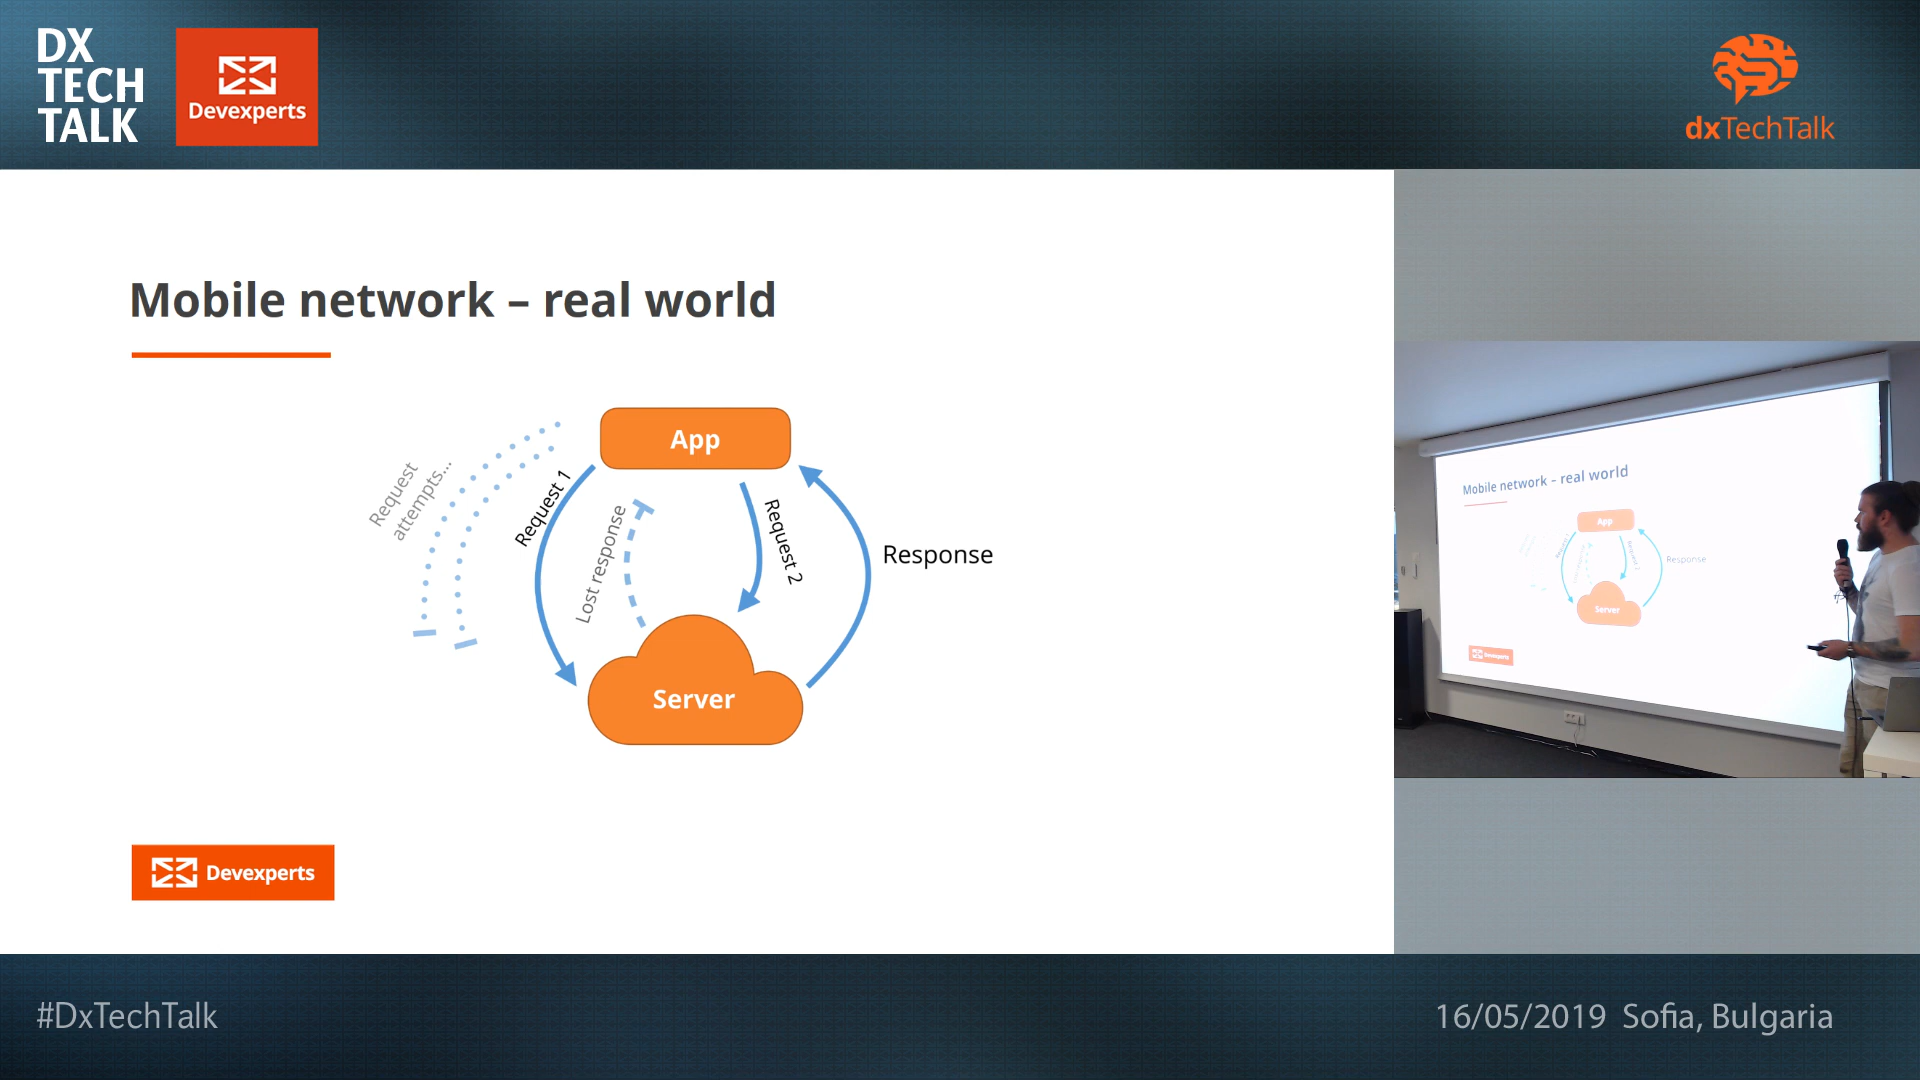 DX
TECH
TALK
Devexperts
dxTechTalk
Mobile network – real world
App
Request
attempts...
Request 1
Lost response
Request 2
Response
Server
Devexperts
Mobile network – real world
App
Response
Server
Devexperts
#DxTechTalk
16/05/2019 Sofia, Bulgaria